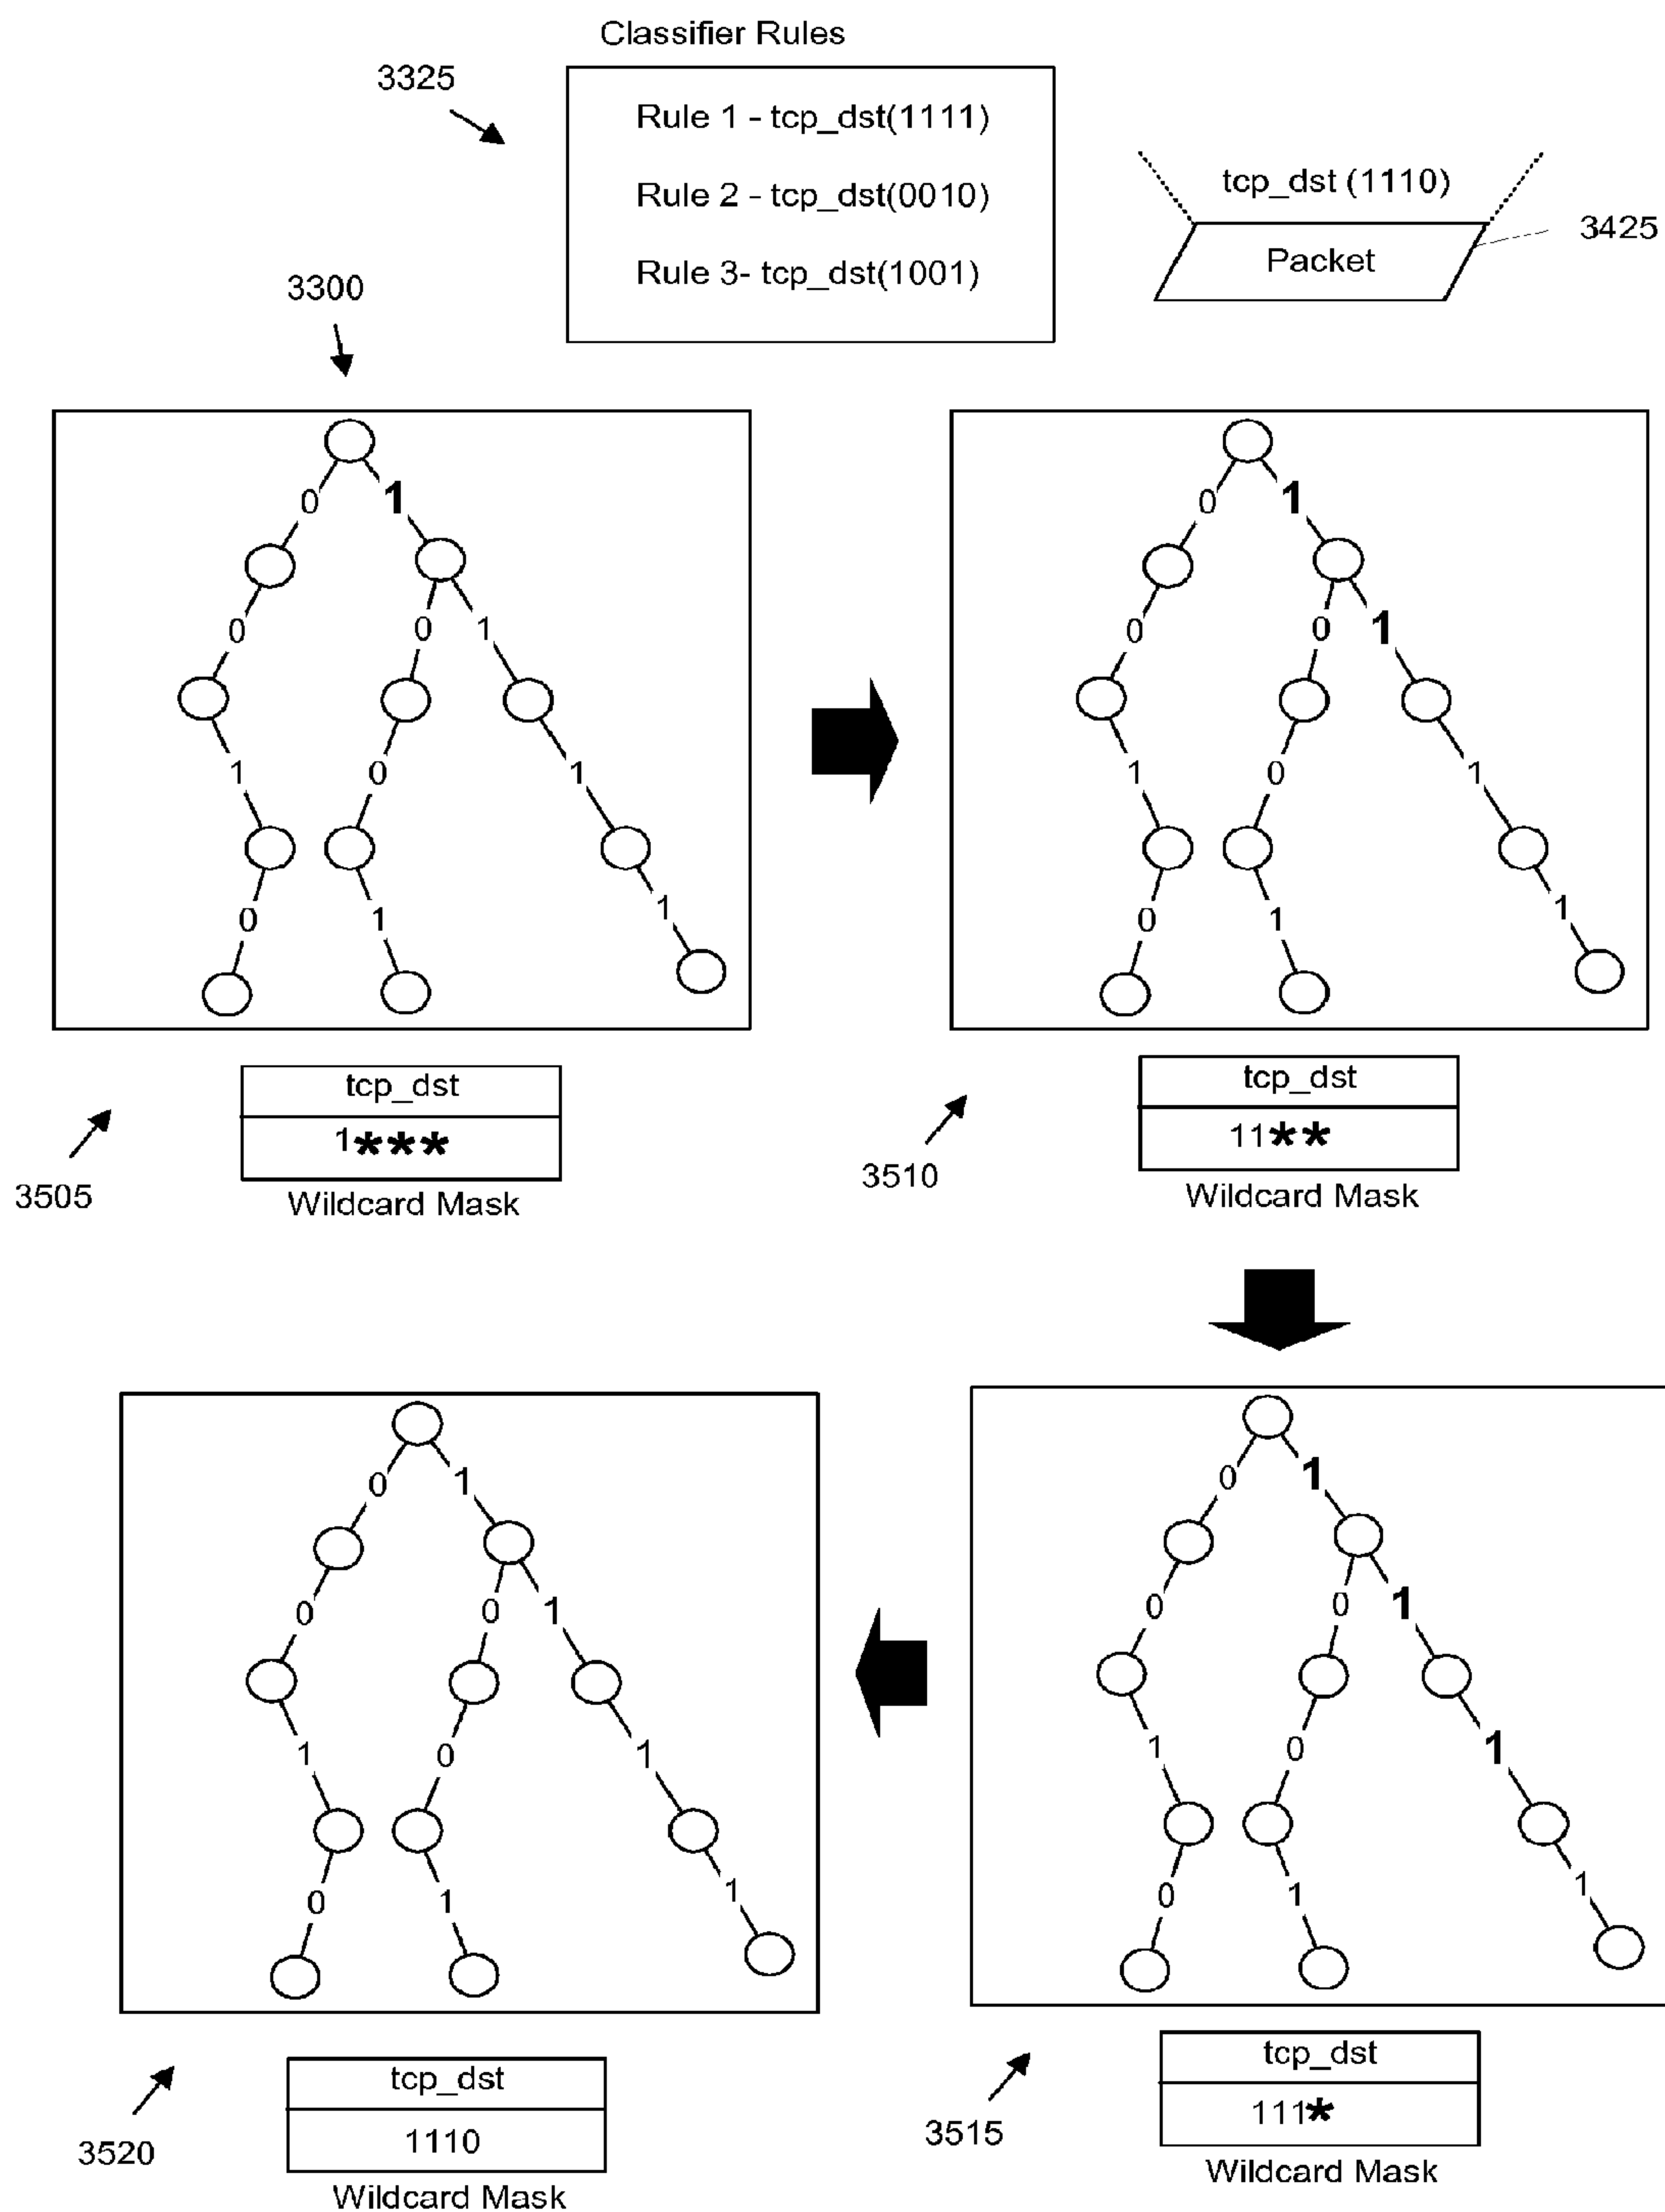 Classifier Rules
3325
Rule 1 - tcp_dst(1111)
Rule 2 - tcp_dst(0010)
Rule 3- tcp_dst(1001)
tcp_dst (1110)
Packet
3425
3300
0 1
0 0 1
1 0 1
0 1 1
tcp_dst
1***
Wildcard Mask
3505
0 1
0 0 1
1 0 1
0 1 1
tcp_dst
11**
Wildcard Mask
3510
0 1
0 0 1
1 0 1
0 1 1
tcp_dst
111*
Wildcard Mask
3515
0 1
0 0 1
1 0 1
0 1 1
tcp_dst
1110
Wildcard Mask
3520